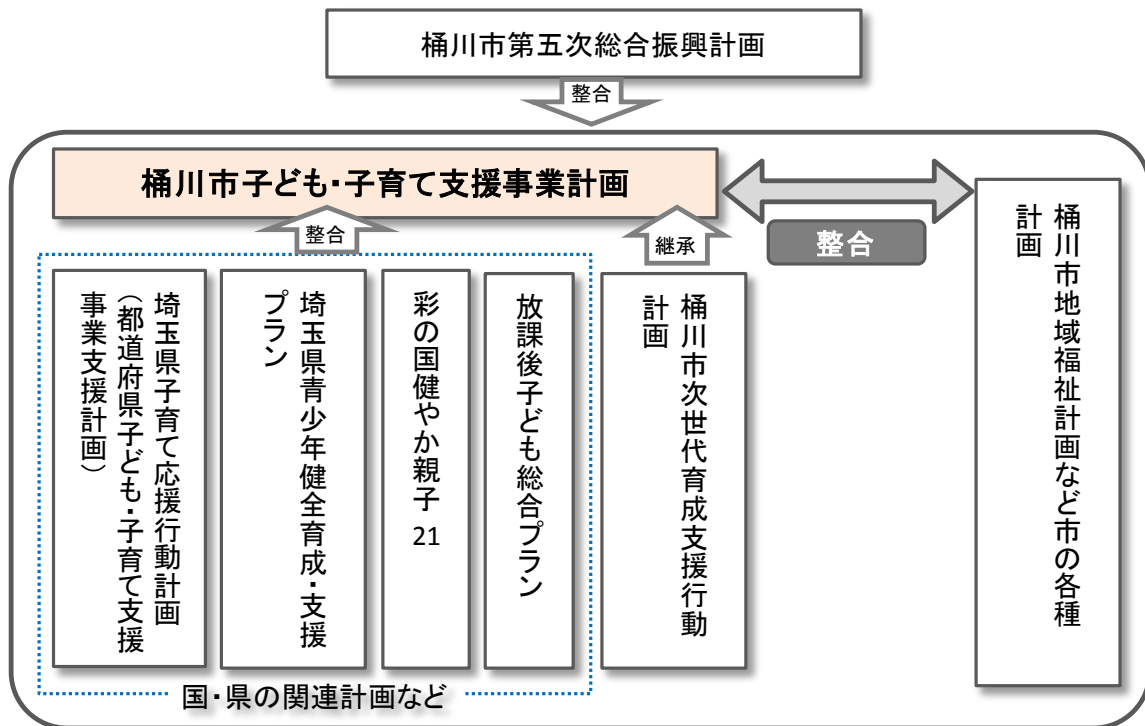 桶川市第五次総合振興計画
整合
桶川市子ども・子育て支援事業計画
整合
継承
整合
埼玉県子育て応援行動計画
（都道府県子ども・子育て支援
事業支援計画）
埼玉県青少年健全育成・支援
プラン
彩の国健やか親子21
放課後子ども総合プラン
桶川市次世代育成支援行動
計画
桶川市地域福祉計画など市の各種
計画
国・県の関連計画など